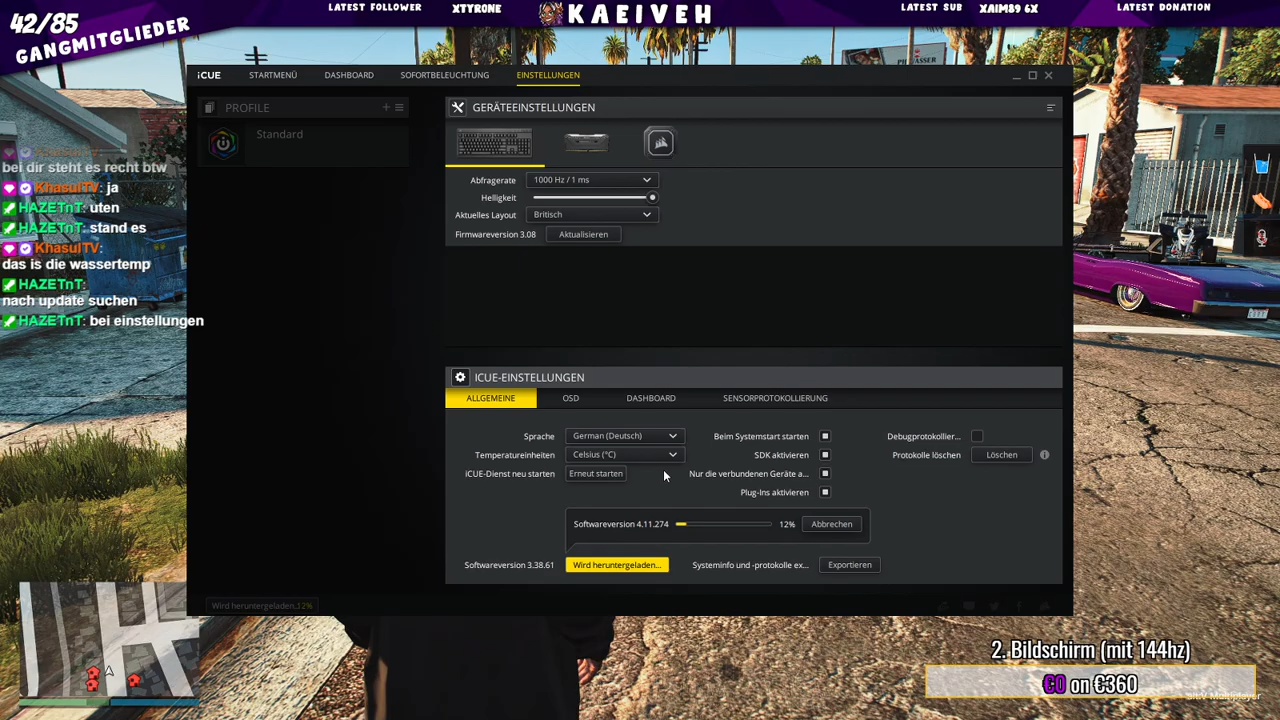 42/85
GANGMITGLIEDER
LATEST FOLLOWER
XTYRONE
KAEIVEH
LATEST SUB
XAIM89 6X
LATEST DONATION
iCUE
STARTMENÜ
DASHBOARD
SOFORTBELEUCHTUNG
EINSTELLUNGEN
PROFILE
Standard
GERÄTEEINSTELLUNGEN
Abfragerate
1000 Hz / 1 ms
Helligkeit
Aktuelles Layout
Britisch
Firmwareversion 3.08
Aktualisieren
KhasulTV:
bei dir steht es recht btw
KhasulTV: ja
HAZETnT: uten
HAZETnT: stand es
KhasulTV:
das is die wassertemp
HAZETnT:
nach update suchen
HAZETnT: bei einstellungen
ICUE-EINSTELLUNGEN
ALLGEMEINE
OSD
DASHBOARD
SENSORPROTOKOLLIERUNG
Sprache
German (Deutsch)
Beim Systemstart starten
Debugprotokollier...
Temperatureinheiten
Celsius (°C)
SDK aktivieren
Protokolle löschen
Löschen
iCUE-Dienst neu starten
Erneut starten
Nur die verbundenen Geräte a...
Plug-Ins aktivieren
Softwareversion 4.11.274
12%
Abbrechen
Softwareversion 3.38.61
Wird heruntergeladen...
Systeminfo und -protokolle ex...
Exportieren
Wird heruntergeladen,12%
2. Bildschirm (mit 144hz)
€0 on €360